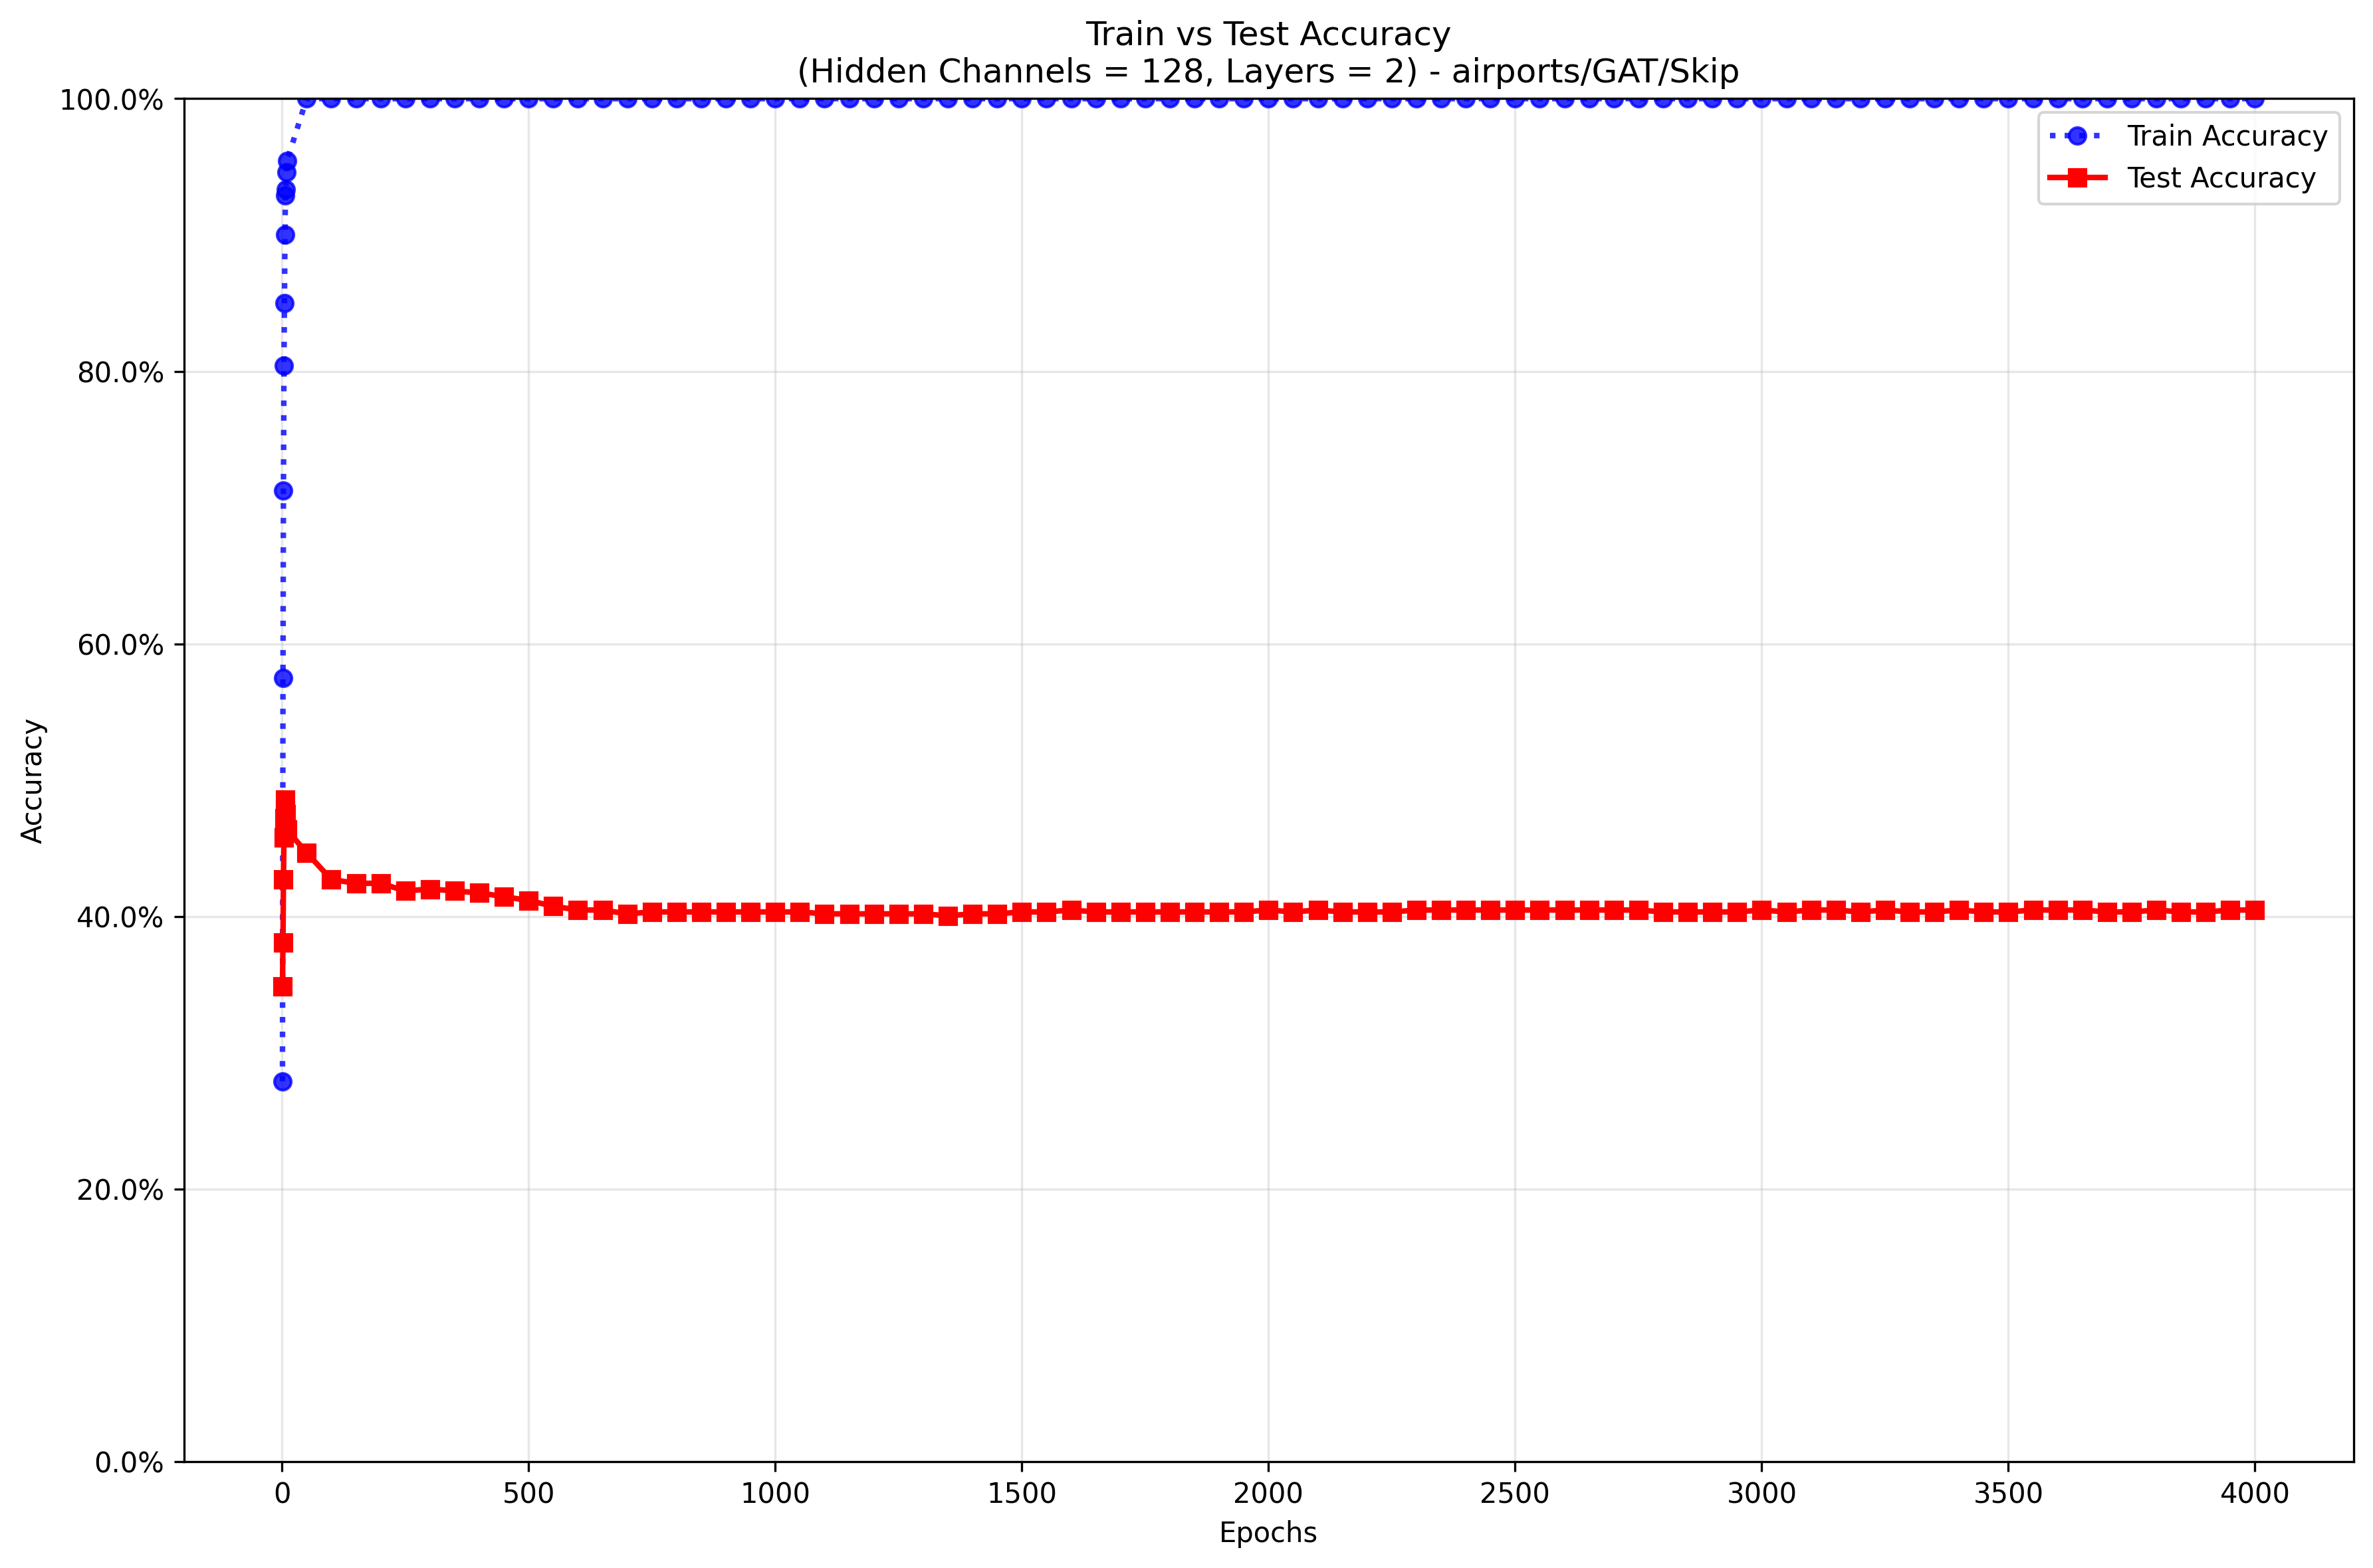 Train vs Test Accuracy
(Hidden Channels = 128, Layers = 2) - airports/GAT/Skip
100.0%
80.0%
60.0%
40.0%
20.0%
0.0%
Accuracy
Train Accuracy
Test Accuracy
0 500 1000 1500 2000 2500 3000 3500 4000
Epochs